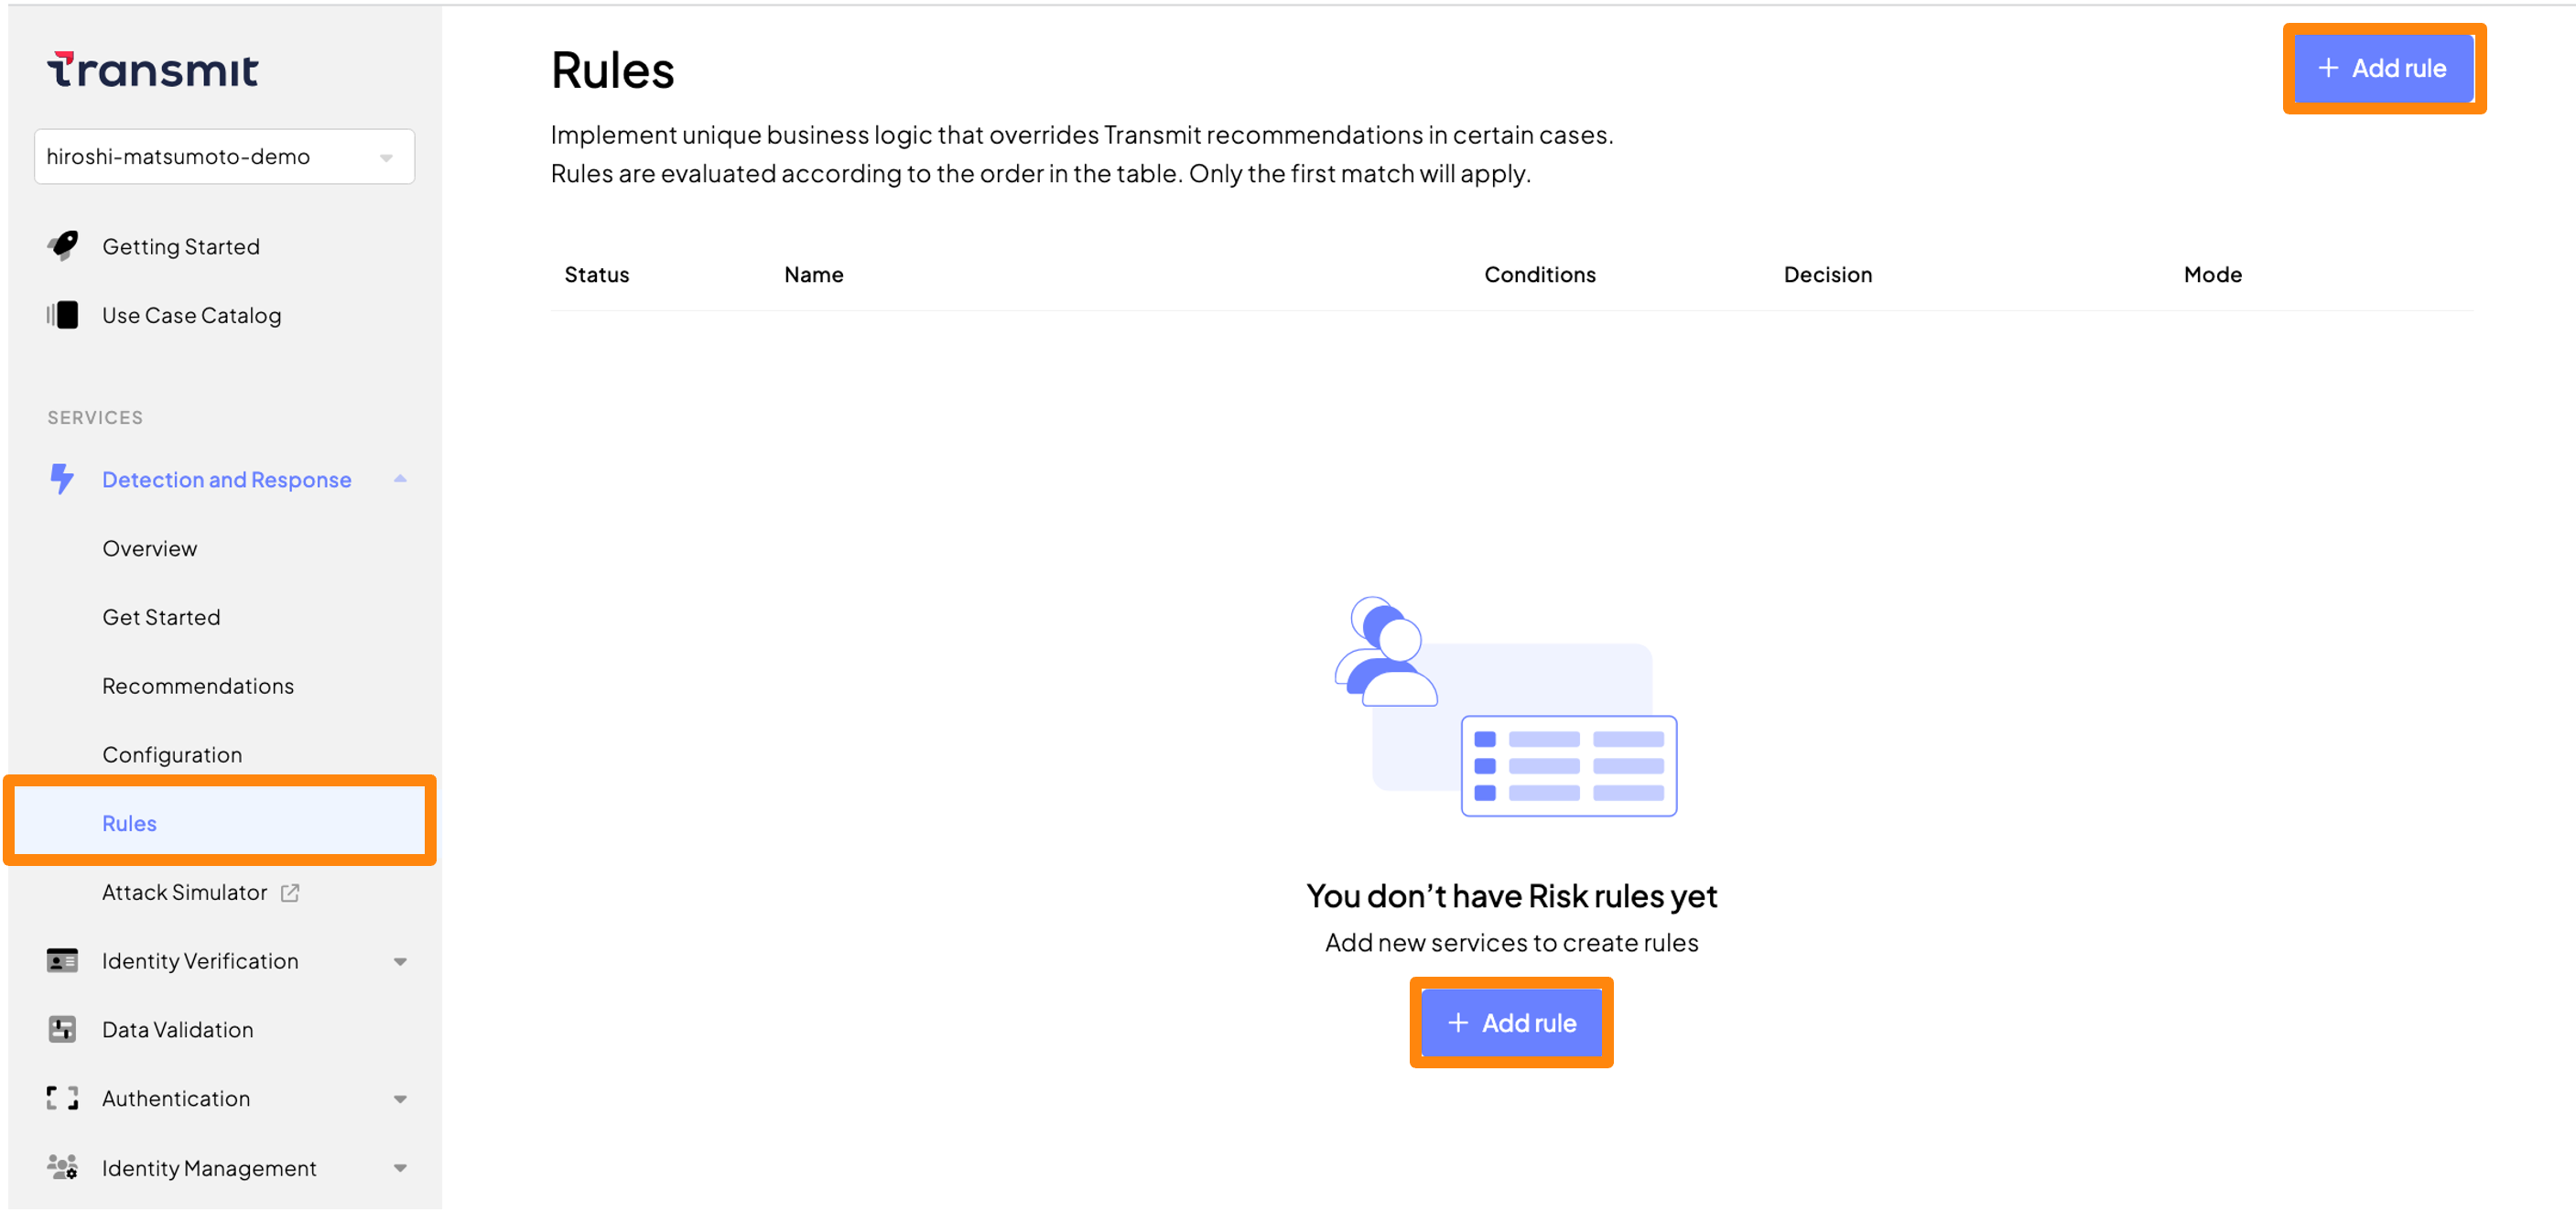 Transmit
hiroshi-matsumoto-demo
Getting Started
Use Case Catalog
SERVICES
Detection and Response
Overview
Get Started
Recommendations
Configuration
Rules
Attack Simulator
Identity Verification
Data Validation
Authentication
Identity Management
Rules
+ Add rule
Implement unique business logic that overrides Transmit recommendations in certain cases.
Rules are evaluated according to the order in the table. Only the first match will apply.
Status Name Conditions Decision Mode
You don’t have Risk rules yet
Add new services to create rules
+ Add rule